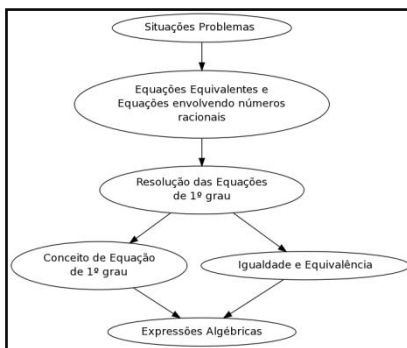 Situações Problemas
Equações Equivalentes e
Equações envolvendo números
racionais
Resolução das Equações
de 1º grau
Conceito de Equação
de 1º grau
Igualdade e Equivalência
Expressões Algébricas